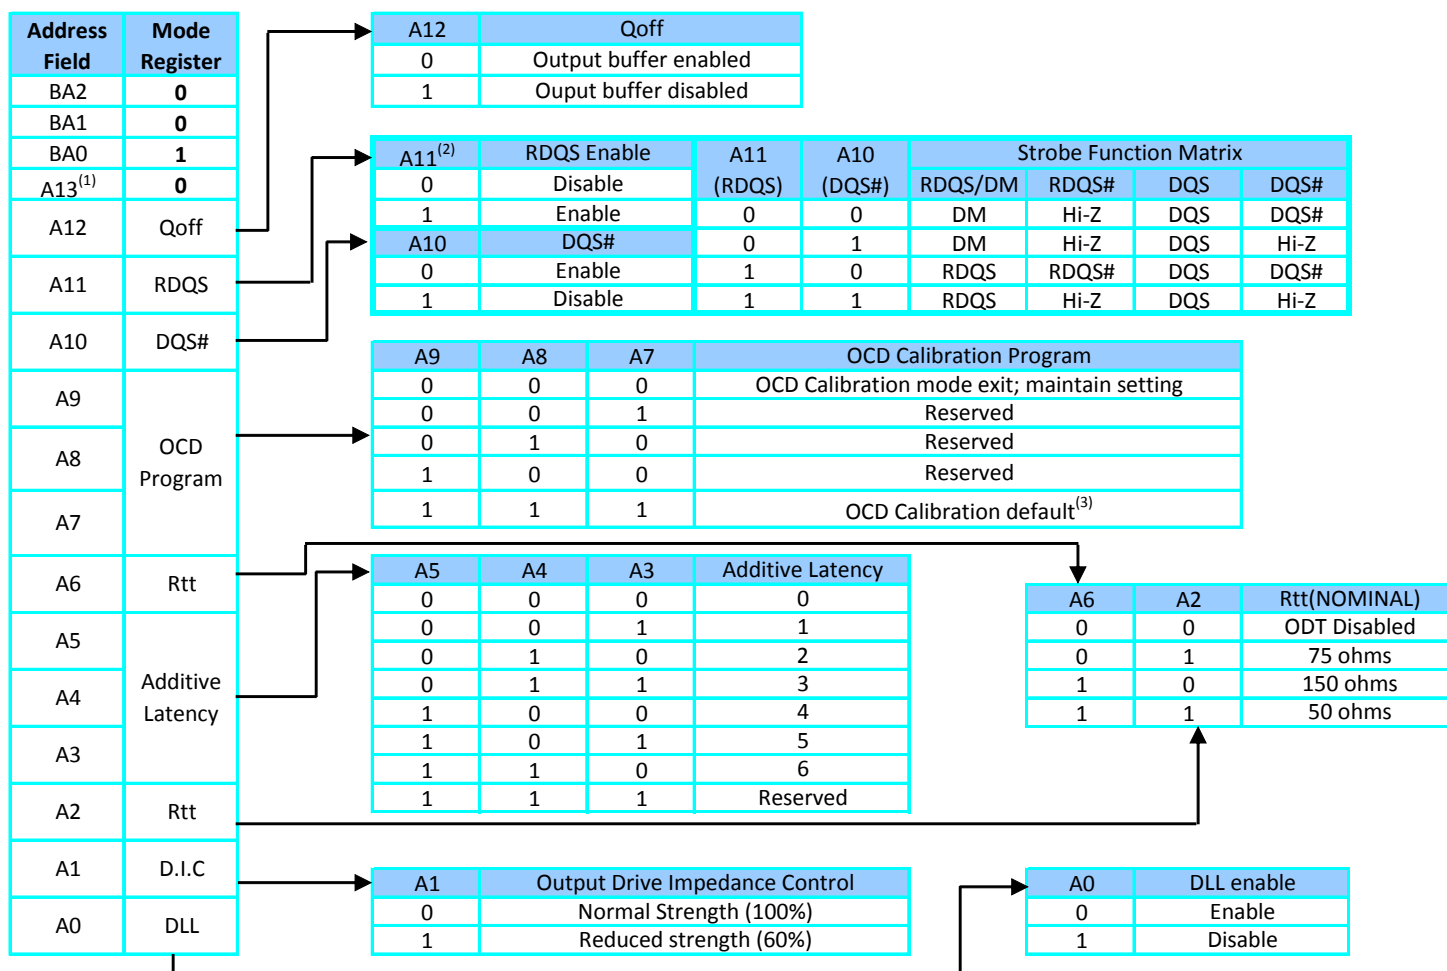 Address Field Mode Register
BA2 0
BA1 0
BA0 1
A13(1) 0
A12 Qoff
A11 RDQS
A10 DQS#
A9
A8
A7
OCD Program
A6 Rtt
A5
A4
A3
Additive Latency
A2 Rtt
A1 D.I.C
A0 DLL
A12 Qoff
0 Output buffer enabled
1 Ouput buffer disabled
A11(2) RDQS Enable
0 Disable
1 Enable
A10 DQS#
0 Enable
1 Disable
A11 (RDQS) A10 (DQS#) Strobe Function Matrix
RDQS/DM RDQS# DQS DQS#
0 0 DM Hi-Z DQS DQS#
0 1 DM Hi-Z DQS Hi-Z
1 0 RDQS RDQS# DQS DQS#
1 1 RDQS Hi-Z DQS Hi-Z
A9 A8 A7 OCD Calibration Program
0 0 0 OCD Calibration mode exit; maintain setting
0 0 1 Reserved
0 1 0 Reserved
1 0 0 Reserved
1 1 1 OCD Calibration default(3)
A5 A4 A3 Additive Latency
0 0 0 0
0 0 1 1
0 1 0 2
0 1 1 3
1 0 0 4
1 0 1 5
1 1 0 6
1 1 1 Reserved
A6 A2 Rtt(NOMINAL)
0 0 ODT Disabled
0 1 75 ohms
1 0 150 ohms
1 1 50 ohms
A1 Output Drive Impedance Control
0 Normal Strength (100%)
1 Reduced strength (60%)
A0 DLL enable
0 Enable
1 Disable